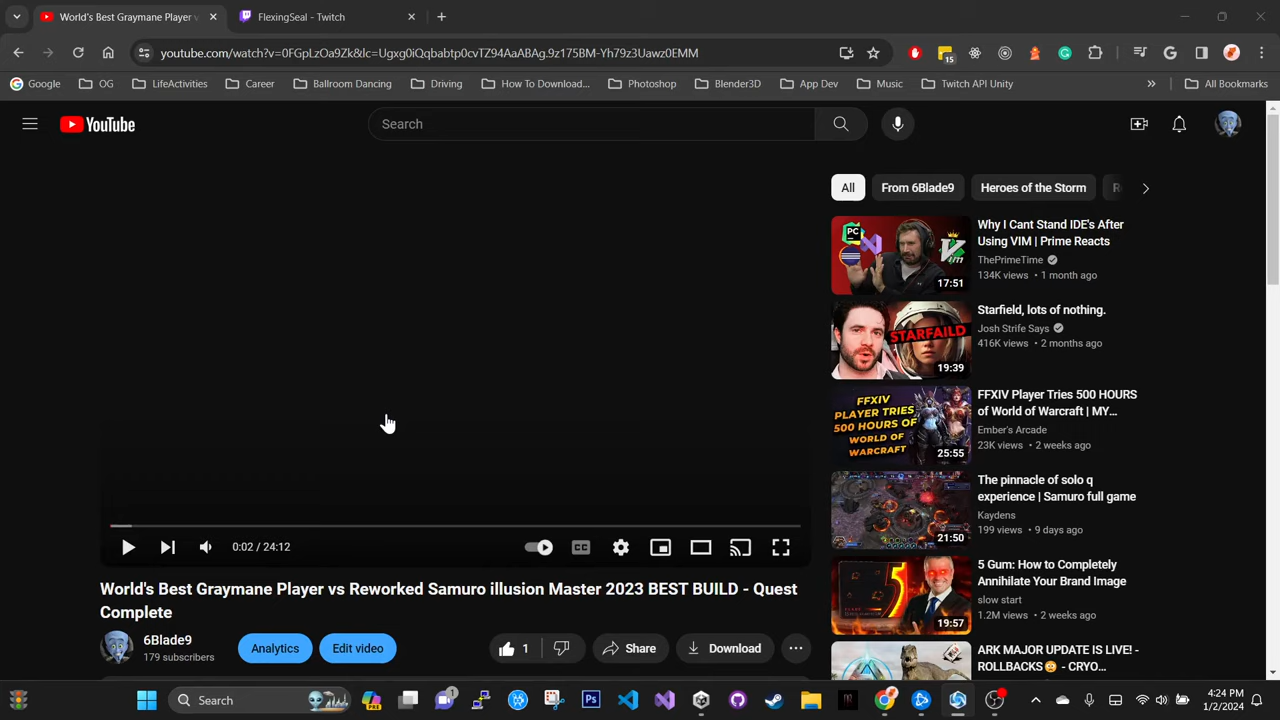 World's Best Graymane Player v
FlexingSeal - Twitch
youtube.com/watch?v=0FGpLzOa9Zk&lc=Ugxg0iQqbabtp0cvTZ94AaABAg.9z175BM-Yh79z3Uawz0EMM
15
Google
OG
LifeActivities
Career
Ballroom Dancing
Driving
How To Download...
Photoshop
Blender3D
App Dev
Music
Twitch API Unity
All Bookmarks
YouTube
Search
All
From 6Blade9
Heroes of the Storm
PC
17:51
Why I Cant Stand IDE's After
Using VIM | Prime Reacts
ThePrimeTime
134K views • 1 month ago
STARFAILD
19:39
Starfield, lots of nothing.
Josh Strife Says
416K views • 2 months ago
FFXIV
PLAYER TRIES
500 HOURS OF
WORLD OF
WARCRAFT
25:55
FFXIV Player Tries 500 HOURS
of World of Warcraft | MY...
Ember's Arcade
23K views • 2 weeks ago
21:50
The pinnacle of solo q
experience | Samuro full game
Kaydens
199 views • 9 days ago
5
19:57
5 Gum: How to Completely
Annihilate Your Brand Image
slow start
1.2M views • 2 weeks ago
ARK MAJOR UPDATE IS LIVE! -
ROLLBACKS😳 - CRYO...
0:02 / 24:12
World's Best Graymane Player vs Reworked Samuro Illusion Master 2023 BEST BUILD - Quest
Complete
6Blade9
179 subscribers
Analytics
Edit video
1
Share
Download
Search
Ps
4:24 PM
1/2/2024